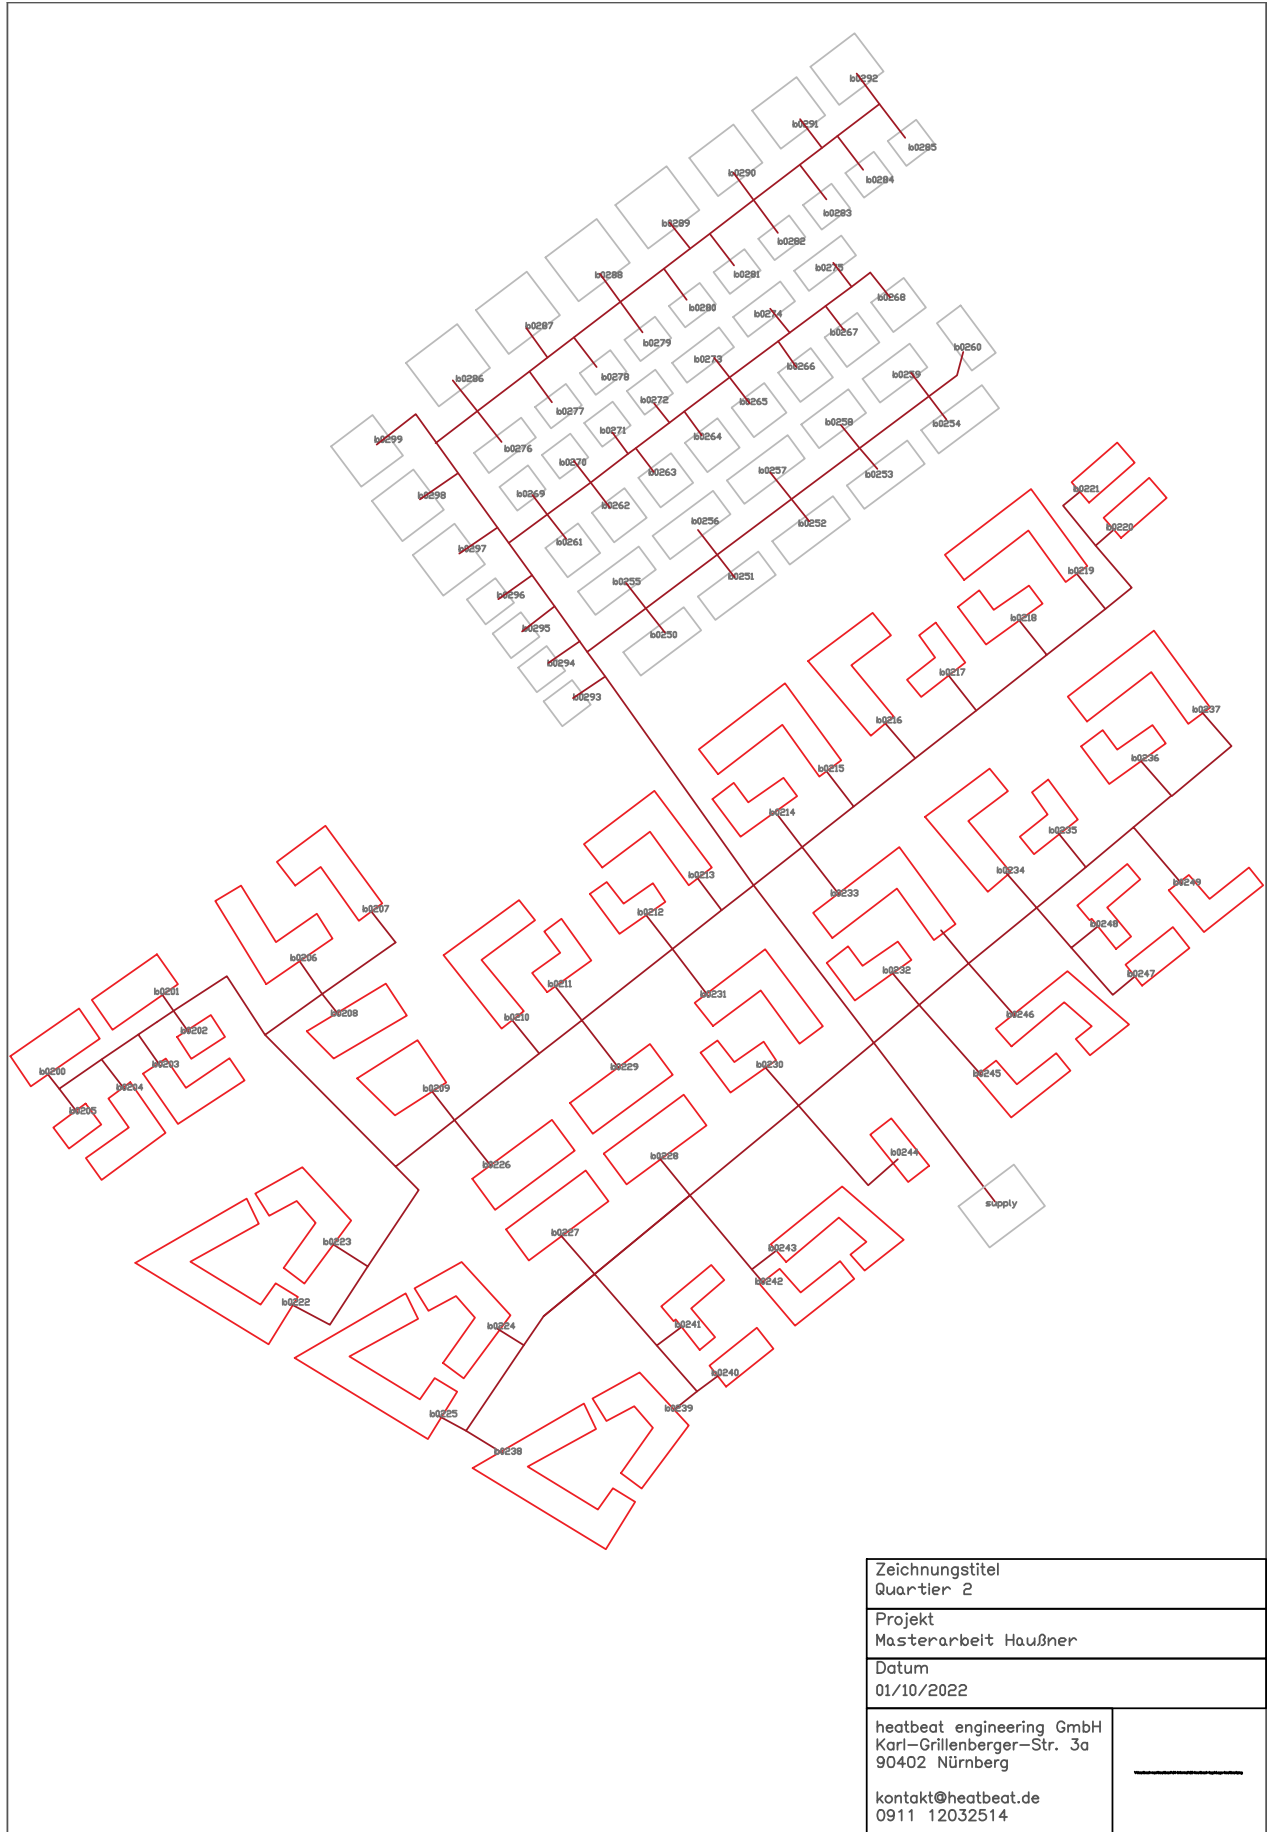 b0292
b0291
b0285
b0290
b0284
b0283
b0289
b0282
b0275
b0281
b0288
b0268
b0280
b0274
b0287
b0267
b0279
b0260
b0273
b0266
b0278
b0286
b0259
b0272
b0265
b0277
b0254
b0258
b0271
b0264
b0299
b0276
b0270
b0263
b0257
b0253
b0221
b0298
b0269
b0262
b0256
b0252
b0220
b0261
b0297
b0219
b0255
b0251
b0296
b0218
b0295
b0250
b0294
b0217
b0293
b0237
b0216
b0236
b0215
b0214
b0235
b0213
b0234
b0249
b0233
b0207
b0212
b0248
b0206
b0232
b0247
b0201
b0211
b0231
b0208
b0210
b0246
b0202
b0203
b0230
b0229
b0200
b0245
b0204
b0209
b0205
b0244
b0228
b0226
supply
b0227
b0223
b0243
b0242
b0222
b0241
b0224
b0240
b0239
b0225
b0238
Zeichnungstitel
Quartier 2
Projekt
Masterarbeit Haußner
Datum
01/10/2022
heatbeat engineering GmbH
Karl-Grillenberger-Str. 3a
90402 Nürnberg
kontakt@heatbeat.de
0911 12032514